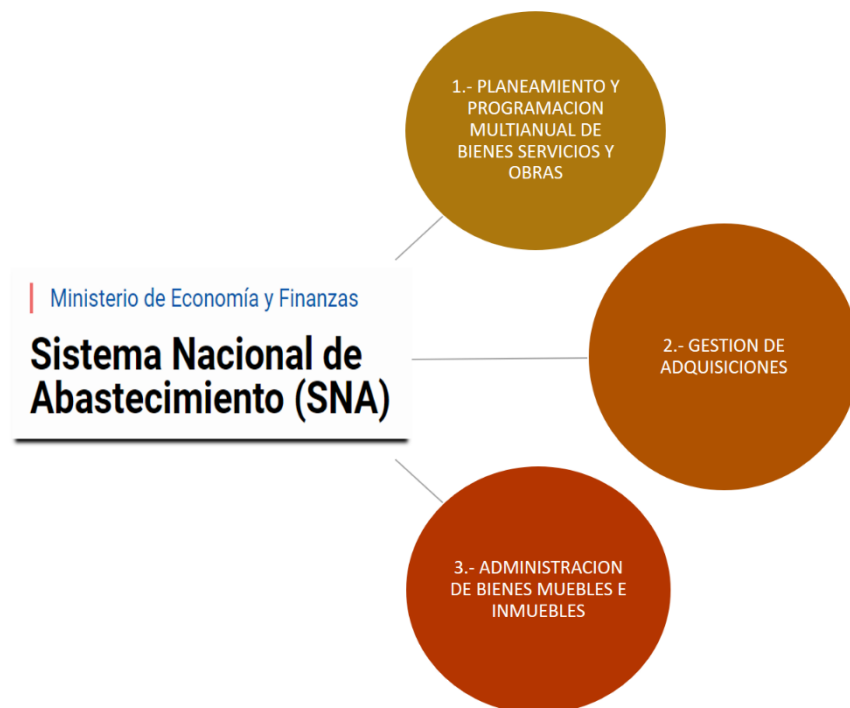 1.- PLANEAMIENTO Y
PROGRAMACION
MULTIANUAL DE
BIENES SERVICIOS Y
OBRAS
Ministerio de Economía y Finanzas
Sistema Nacional de
Abastecimiento (SNA)
2.- GESTION DE
ADQUISICIONES
3.- ADMINISTRACION
DE BIENES MUEBLES E
INMUEBLES